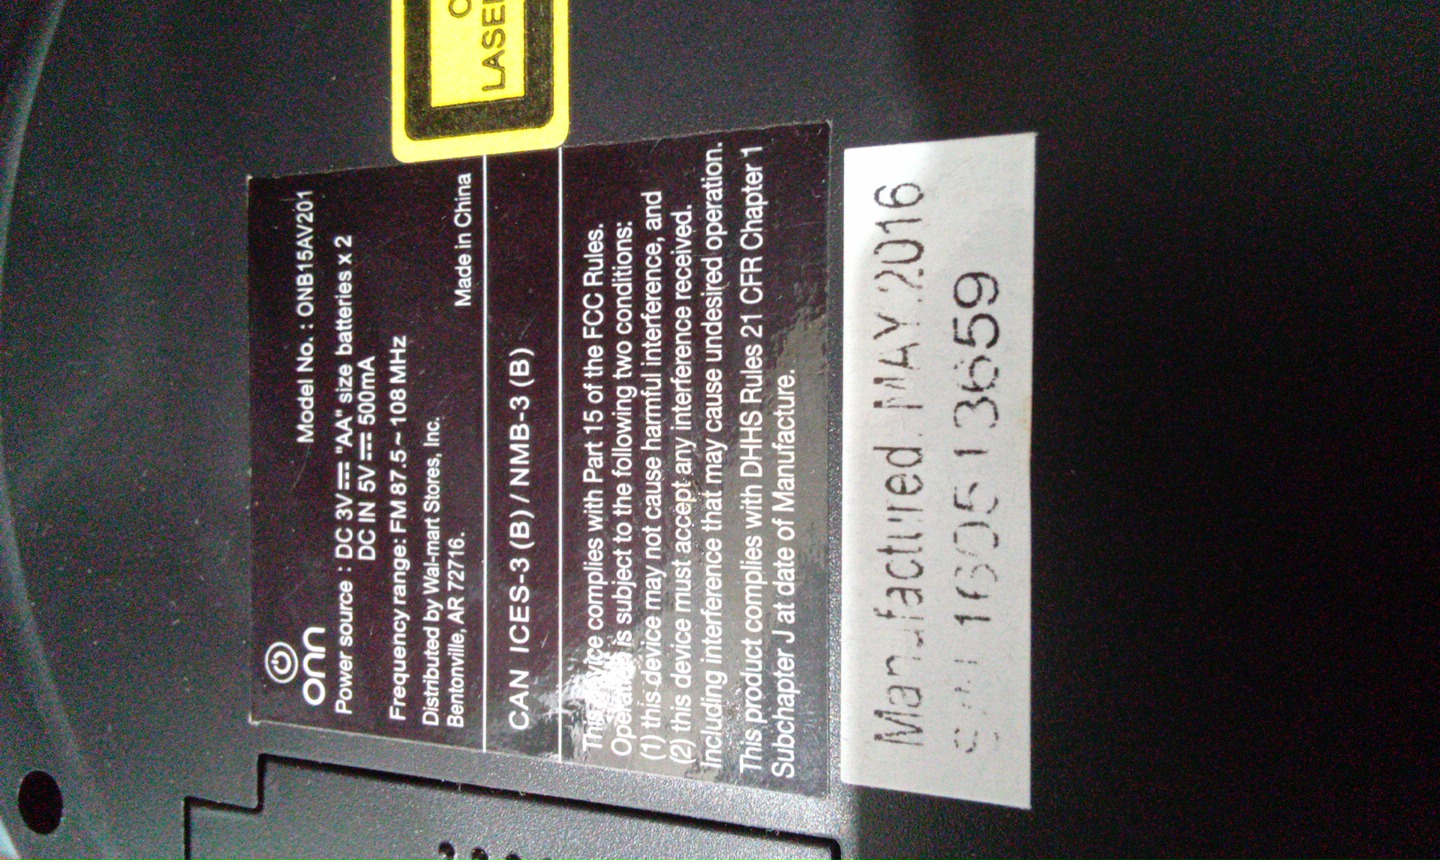 LASE
onn
Model No. : ONB15AV201
Power source : DC 3V "AA" size batteries x 2
DC IN 5V 500mA
Frequency range: FM 87.5~108 MHz
Distributed by Wal-mart Stores, Inc.
Bentonville, AR 72716.
Made in China
CAN ICES-3 (B) / NMB-3 (B)
This device complies with Part 15 of the FCC Rules.
Operation is subject to the following two conditions:
(1) this device may not cause harmful interference, and
(2) this device must accept any interference received.
Including interference that may cause undesired operation.
This product complies with DHHS Rules 21 CFR Chapter 1
Subchapter J at date of Manufacture.
Manufactured: MAY 2016
S/N 160513659